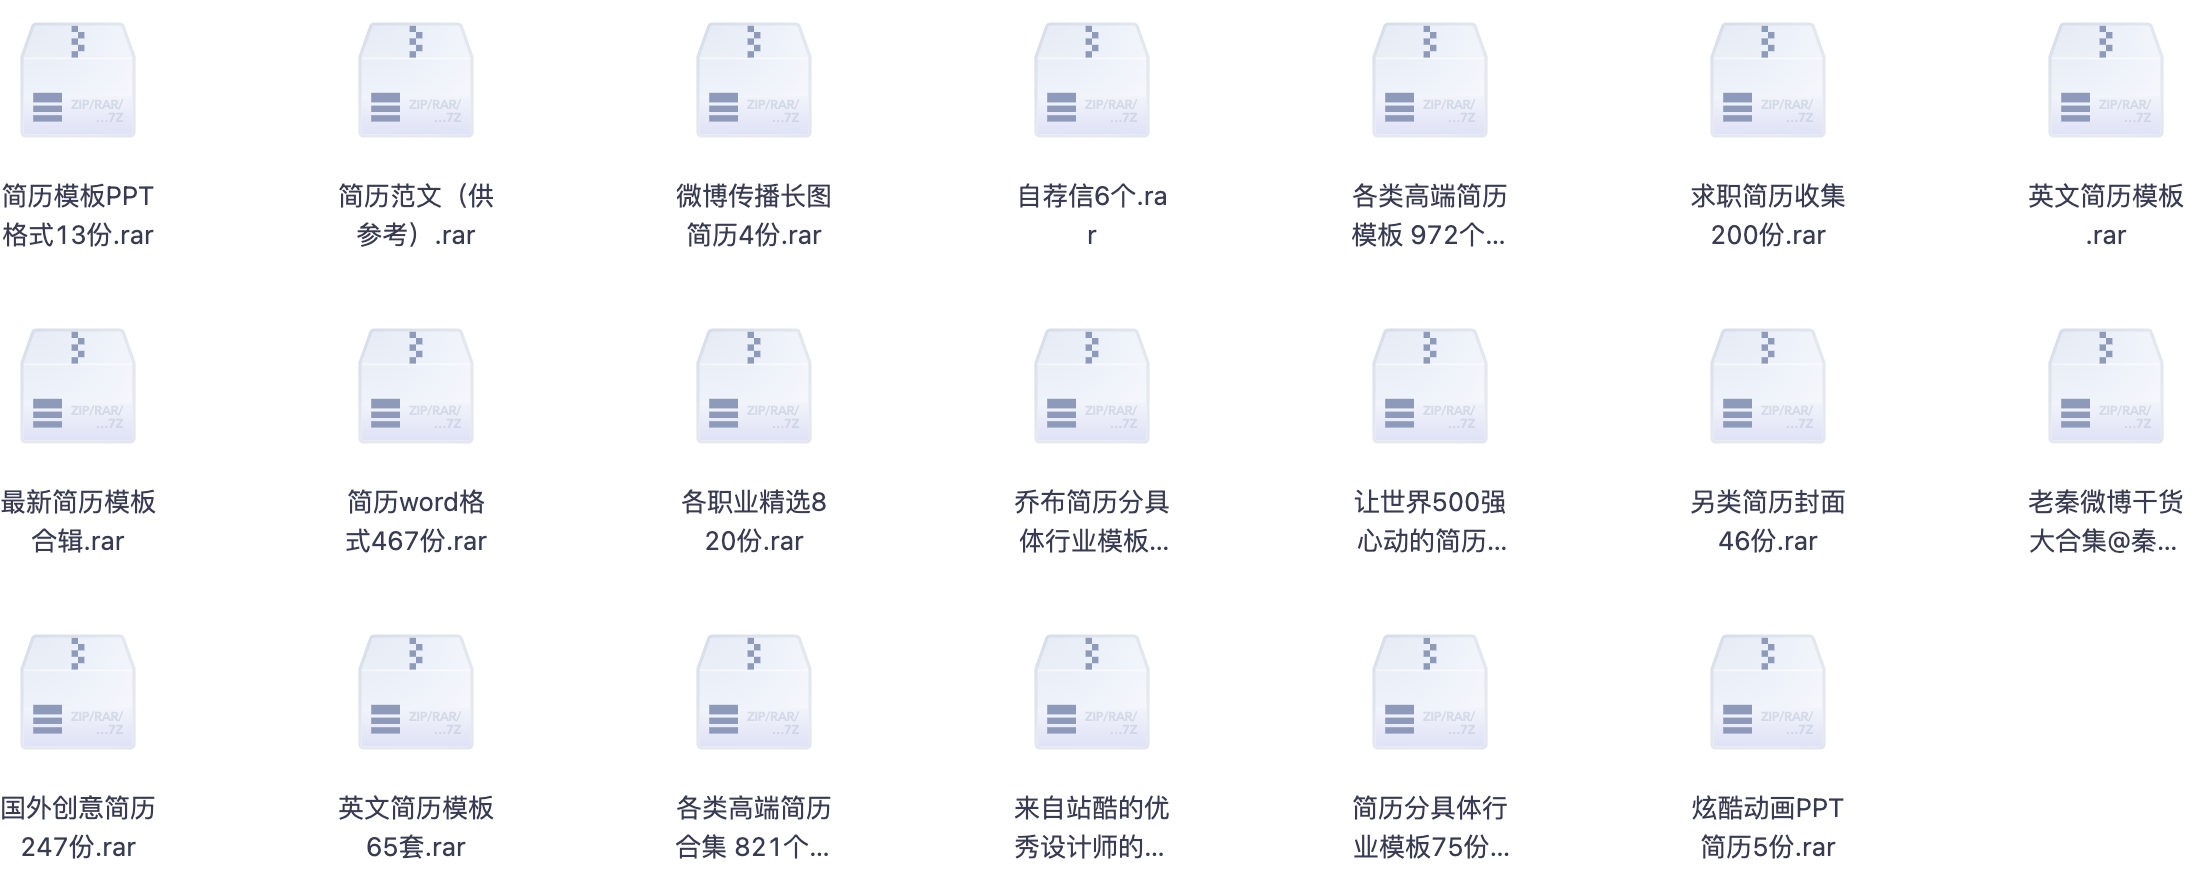 ZIP/RAR/
...7Z
ZIP/RAR/
...7Z
ZIP/RAR/
...7Z
ZIP/RAR/
...7Z
ZIP/RAR/
...7Z
ZIP/RAR/
...7Z
ZIP/RAR/
...7Z
简历模板PPT
格式13份.rar
简历范文（供
参考）.rar
微博传播长图
简历4份.rar
自荐信6个.ra
r
各类高端简历
模板 972个...
求职简历收集
200份.rar
英文简历模板
.rar
ZIP/RAR/
...7Z
ZIP/RAR/
...7Z
ZIP/RAR/
...7Z
ZIP/RAR/
...7Z
ZIP/RAR/
...7Z
ZIP/RAR/
...7Z
ZIP/RAR/
...7Z
最新简历模板
合辑.rar
简历word格
式467份.rar
各职业精选8
20份.rar
乔布简历分具
体行业模板...
让世界500强
心动的简历...
另类简历封面
46份.rar
老秦微博干货
大合集@秦...
ZIP/RAR/
...7Z
ZIP/RAR/
...7Z
ZIP/RAR/
...7Z
ZIP/RAR/
...7Z
ZIP/RAR/
...7Z
ZIP/RAR/
...7Z
国外创意简历
247份.rar
英文简历模板
65套.rar
各类高端简历
合集 821个...
来自站酷的优
秀设计师的...
简历分具体行
业模板75份...
炫酷动画PPT
简历5份.rar